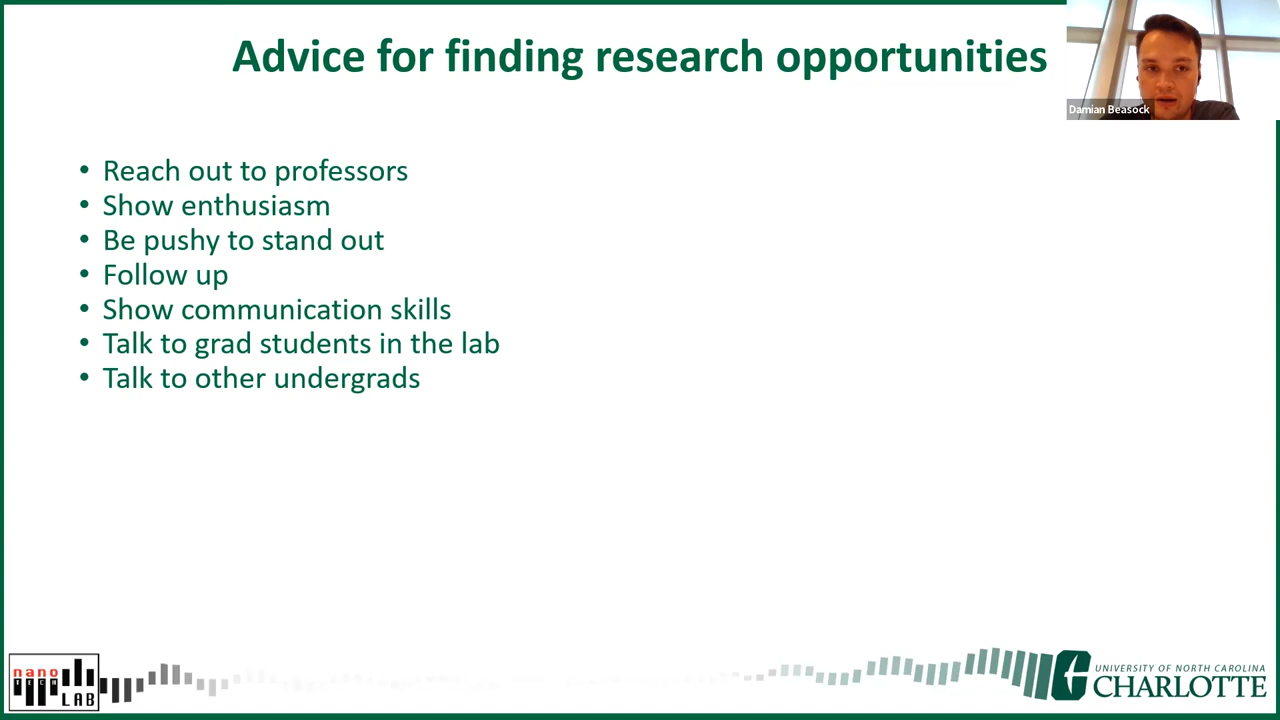 Advice for finding research opportunities
Damian Beasock
• Reach out to professors
• Show enthusiasm
• Be pushy to stand out
• Follow up
• Show communication skills
• Talk to grad students in the lab
• Talk to other undergrads
nano
TECH
LAB
UNIVERSITY OF NORTH CAROLINA
CHARLOTTE